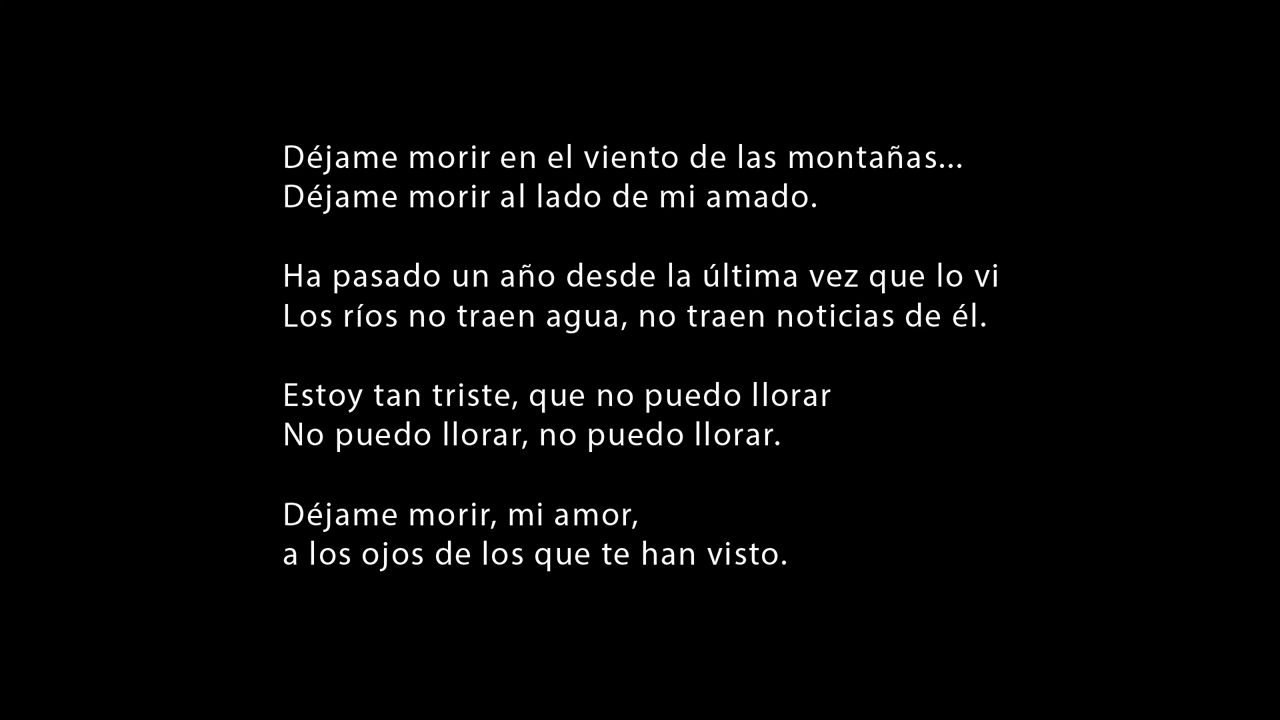 Déjame morir en el viento de las montañas...
Déjame morir al lado de mi amado.
Ha pasado un año desde la última vez que lo vi
Los ríos no traen agua, no traen noticias de él.
Estoy tan triste, que no puedo llorar
No puedo llorar, no puedo llorar.
Déjame morir, mi amor,
a los ojos de los que te han visto.